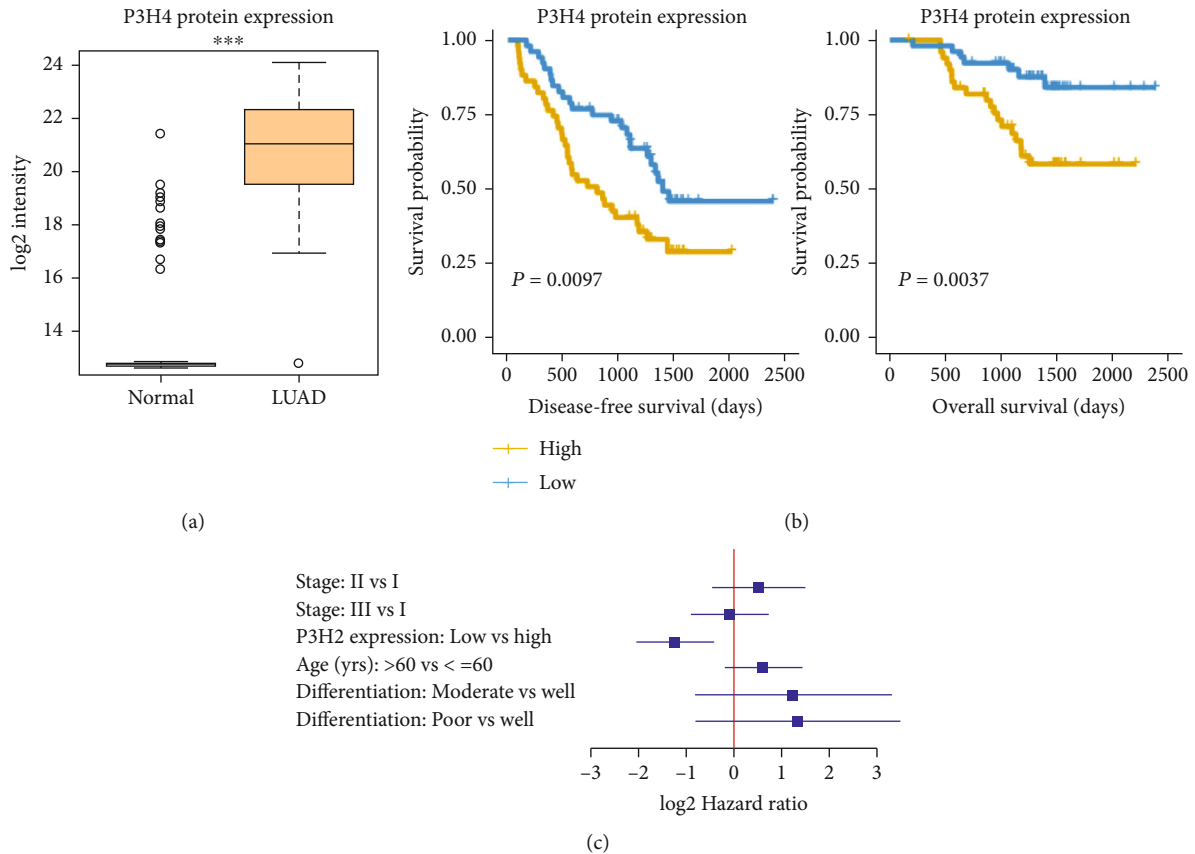 P3H4 protein expression
***
log2 intensity
24
22
20
18
16
14
Normal
LUAD
(a)
P3H4 protein expression
Survival probability
1.00
0.75
0.50
0.25
0.00
P = 0.0097
0
500
1000
1500
2000
2500
Disease-free survival (days)
High
Low
P3H4 protein expression
Survival probability
1.00
0.75
0.50
0.25
0.00
P = 0.0037
0
500
1000
1500
2000
2500
Overall survival (days)
(b)
Stage: II vs I
Stage: III vs I
P3H2 expression: Low vs high
Age (yrs): >60 vs < =60
Differentiation: Moderate vs well
Differentiation: Poor vs well
–3
–2
–1
0
1
2
3
log2 Hazard ratio
(c)